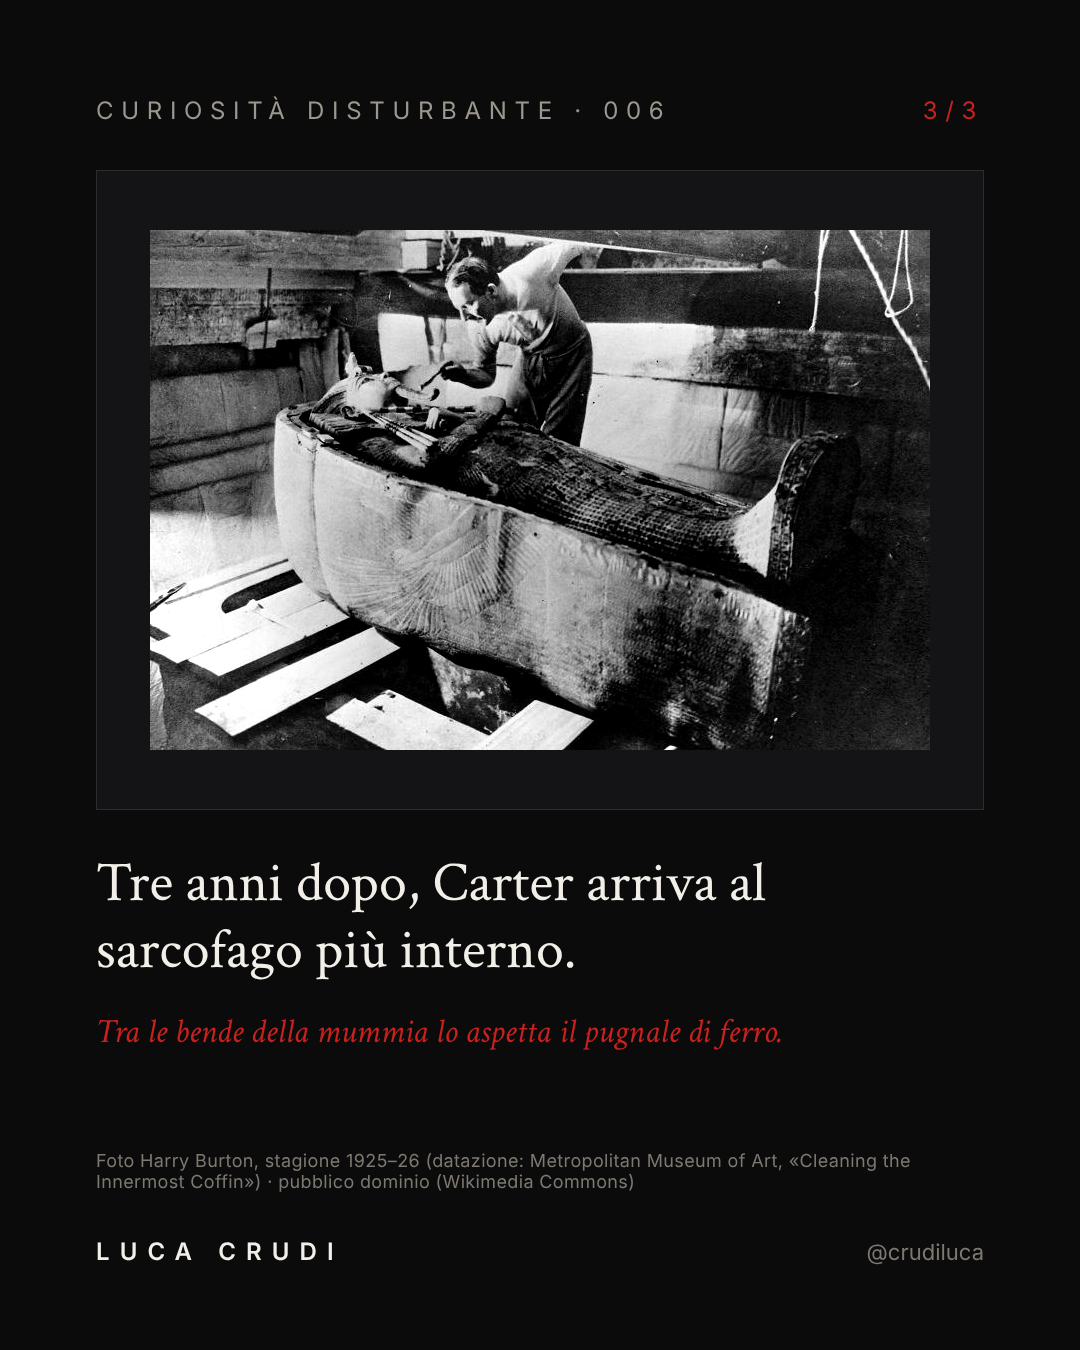 CURIOSITÀ DISTURBANTE · 006
3/3
Tre anni dopo, Carter arriva al
sarcofago più interno.
Tra le bende della mummia lo aspetta il pugnale di ferro.
Foto Harry Burton, stagione 1925–26 (datazione: Metropolitan Museum of Art, «Cleaning the
Innermost Coffin») · pubblico dominio (Wikimedia Commons)
LUCA CRUDI
@crudiluca